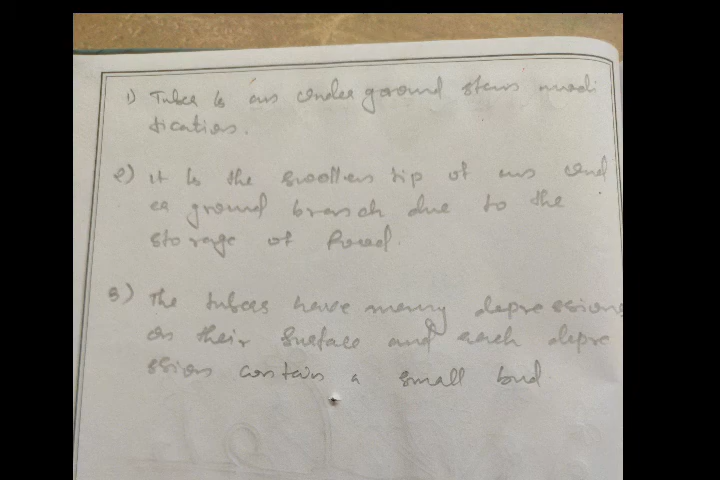 1) Tuber is an under ground stem modi
fication.
2) it is the swollen tip of an und
er ground branch due to the
storage of food.
3) The tubers have many depressions
on their surface and each depre
ssion contain a small bud